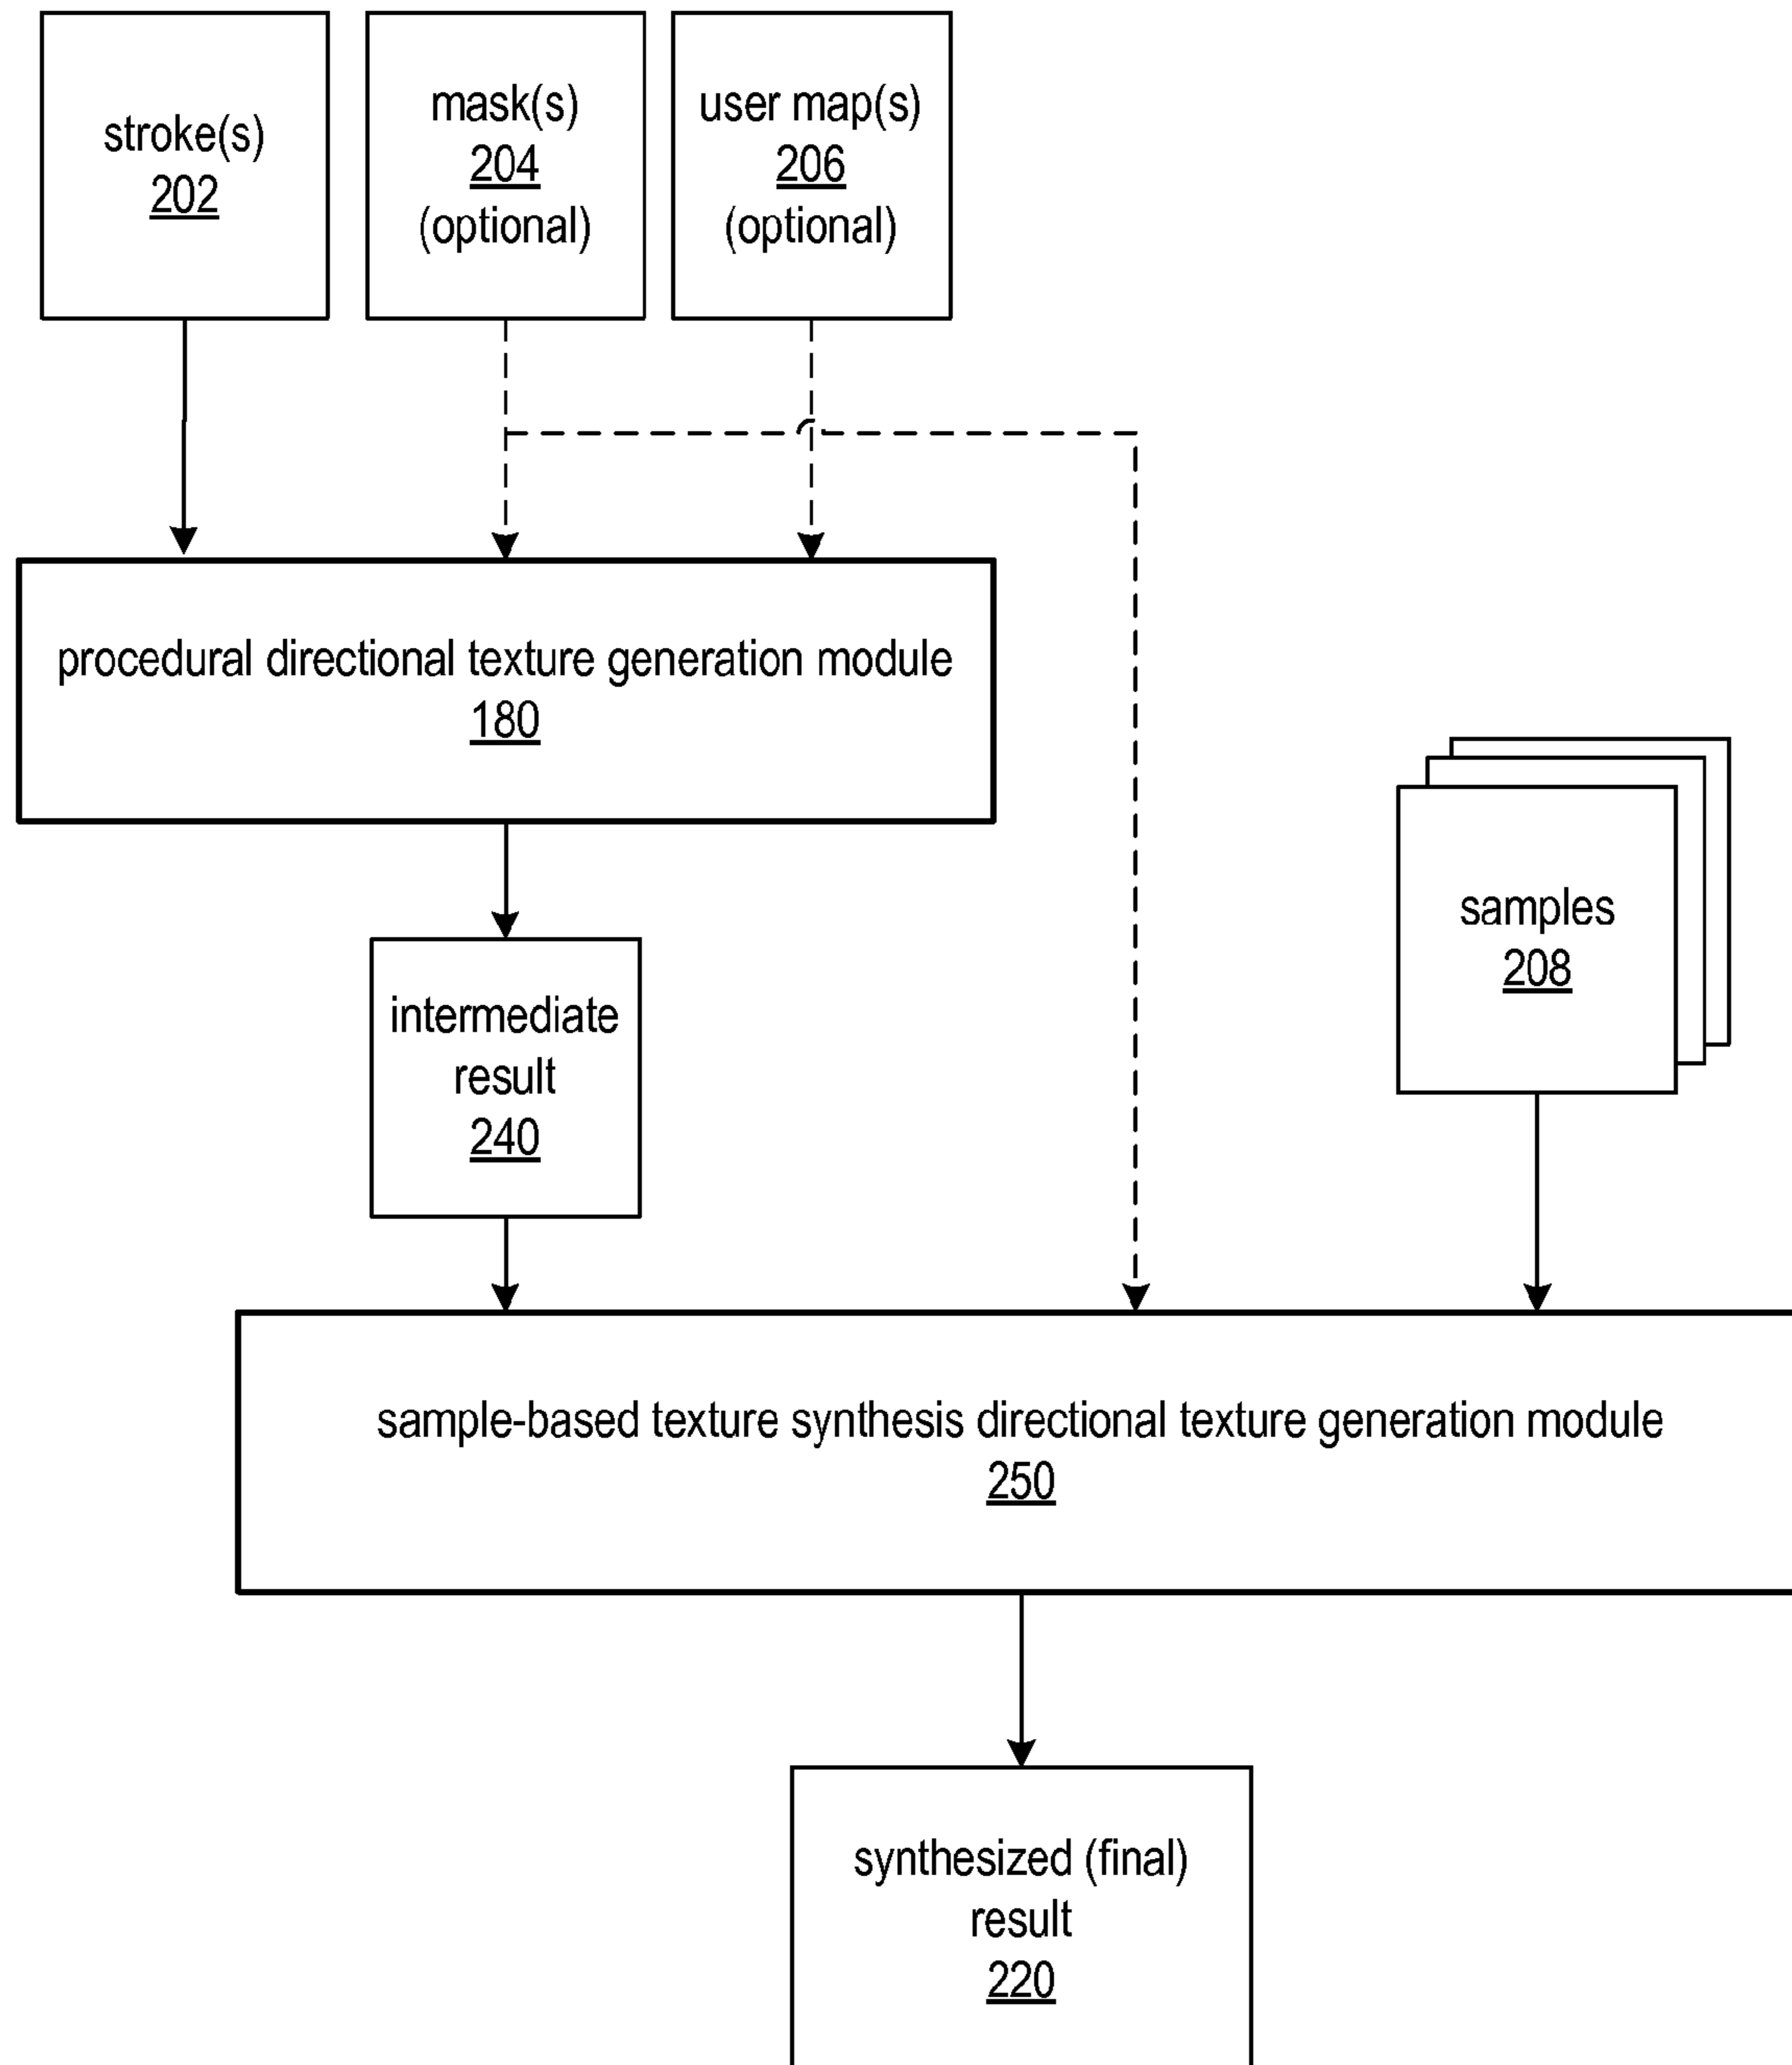 stroke(s)
202
mask(s)
204
(optional)
user map(s)
206
(optional)
procedural directional texture generation module
180
samples
208
intermediate
result
240
sample-based texture synthesis directional texture generation module
250
synthesized (final)
result
220